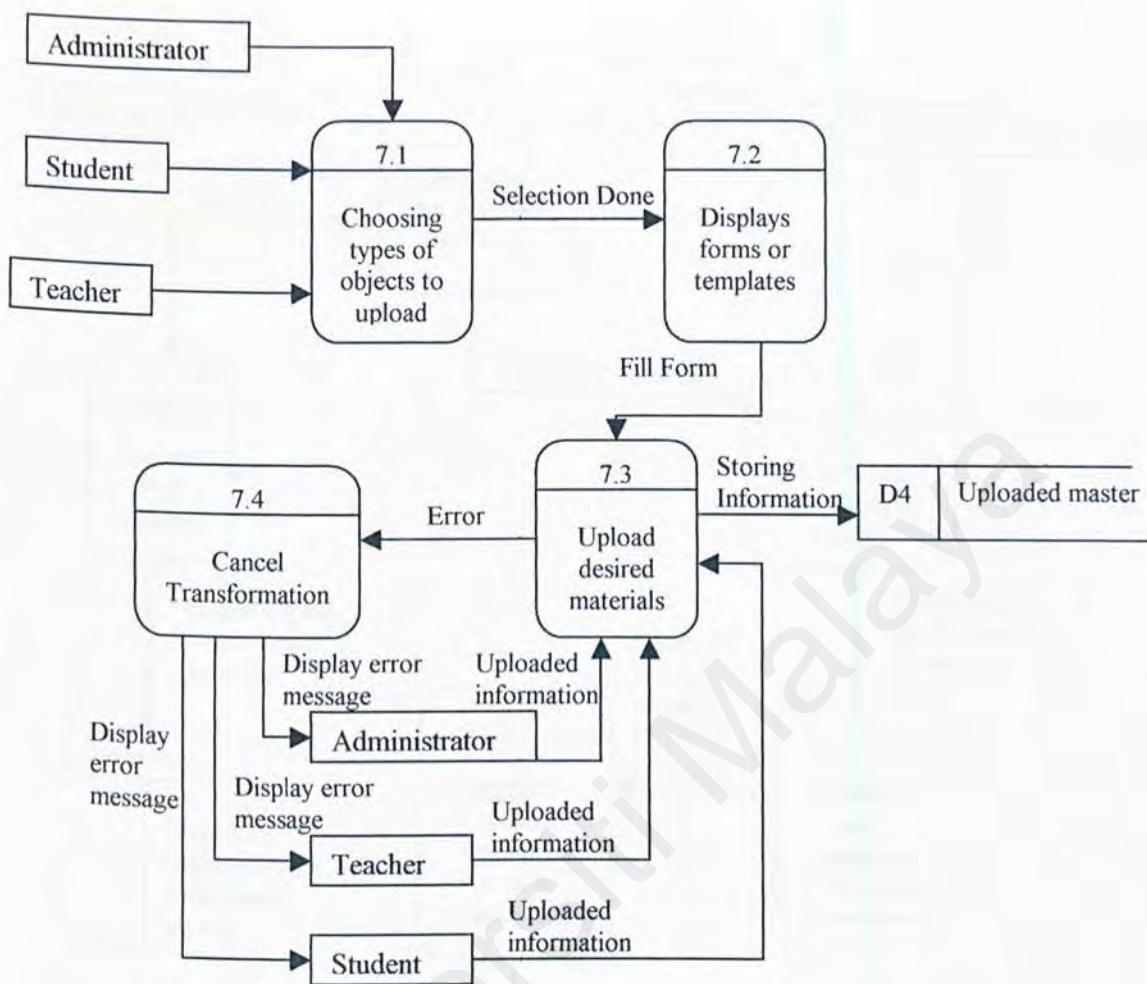 Administrator
Student
Teacher
7.1
Choosing
types of
objects to
upload
Selection Done
7.2
Displays
forms or
templates
Fill Form
7.3
Upload
desired
materials
Storing
Information
D4 Uploaded master
Error
7.4
Cancel
Transformation
Display error
message
Uploaded
information
Administrator
Display
error
message
Display error
message
Uploaded
information
Teacher
Uploaded
information
Student
ersiti Malaya